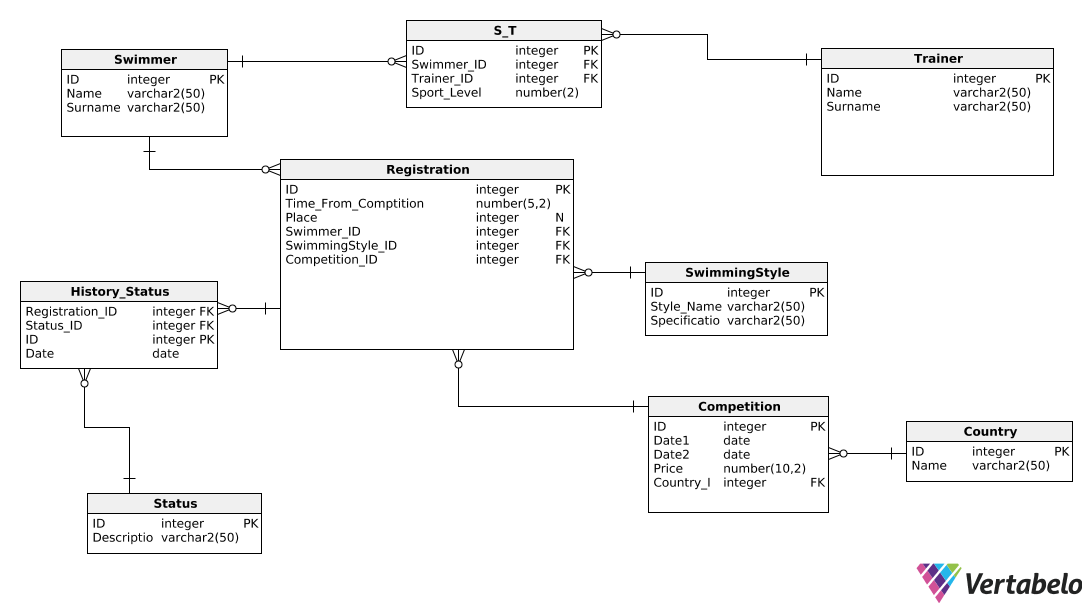 S_T
ID integer PK
Swimmer_ID integer FK
Trainer_ID integer FK
Sport_Level number(2)
Swimmer
ID integer PK
Name varchar2(50)
Surname varchar2(50)
Trainer
ID integer PK
Name varchar2(50)
Surname varchar2(50)
Registration
ID integer PK
Time_From_Comptition number(5,2)
Place integer N
Swimmer_ID integer FK
SwimmingStyle_ID integer FK
Competition_ID integer FK
SwimmingStyle
ID integer PK
Style_Name varchar2(50)
Specificatio varchar2(50)
History_Status
Registration_ID integer FK
Status_ID integer FK
ID integer PK
Date date
Competition
ID integer PK
Date1 date
Date2 date
Price number(10,2)
Country_I integer FK
Country
ID integer PK
Name varchar2(50)
Status
ID integer PK
Descriptio varchar2(50)
Vertabelo